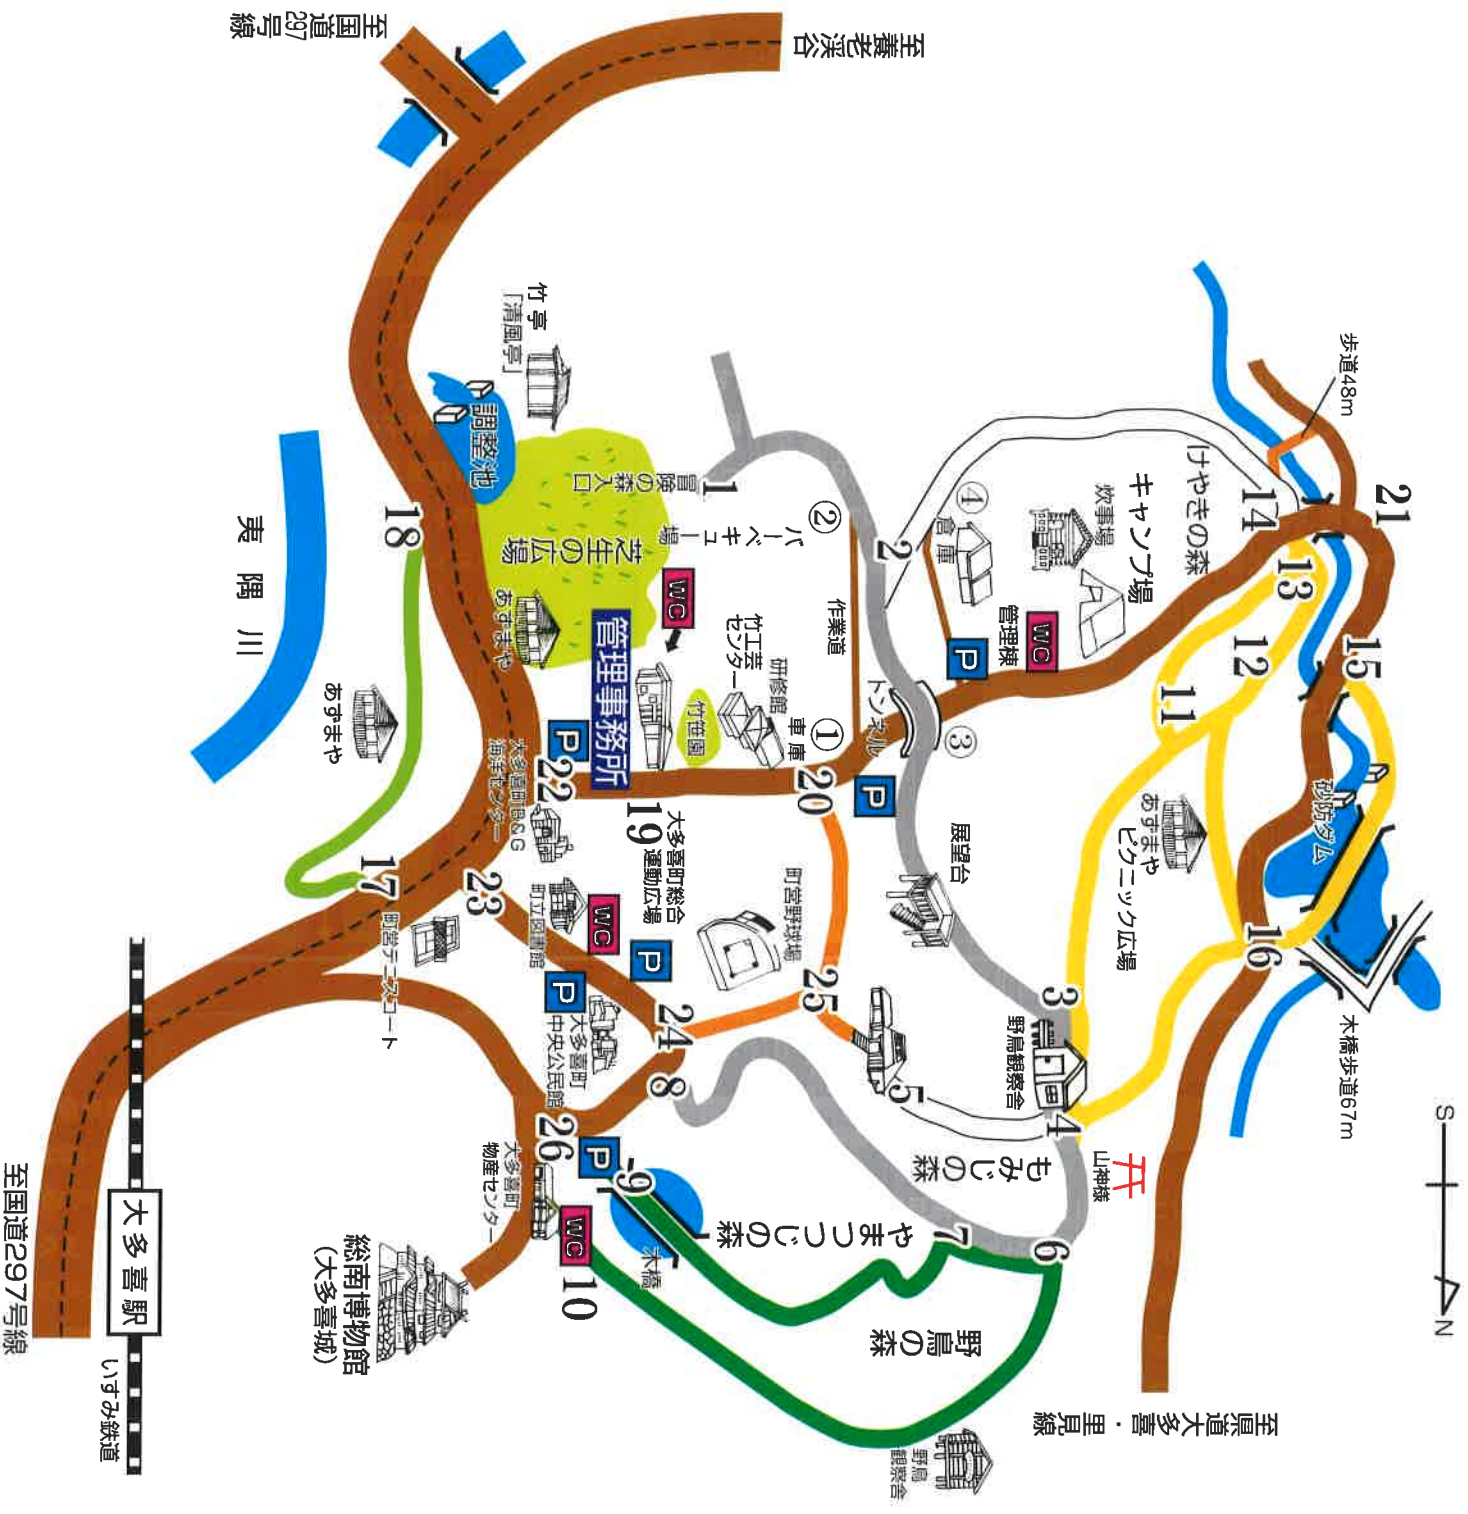 至国道
297号
線
至養老渓谷
竹亭
「清風亭」
調整池
夷隅川
18
芝生の広
場
あずまや
あずまや
1
冒険の
森入口
バーベキュー
場
WC
管理事務所
竹笹園
竹工芸
センター
研修館
車庫
①
②
作業道
2
④
倉庫
炊事場
キャンプ場
けやきの森
歩道48m
14
21
13
12
15
11
WC
管理棟
P
トンネル
③
P
20
展望台
あずまや
ピクニック広場
砂防ダム
16
木橋歩道67m
S
N
P
22
大多喜町B&G
海洋センター
19
大多喜町総合
運動広場
町営野球場
25
17
23
町営テニスコート
町立図書館
WC
P
P
大多喜町
中央公民館
24
8
5
3
野鳥観察舎
4
山神様
もみじの
森
26
P
9
木橋
やまつつじの
森
7
6
大多喜町
物産センター
WC
10
総南博物館
(大多喜城)
野鳥の
森
野鳥
観察舎
至県道大多喜・里見
線
大多喜駅
いすみ鉄道
至国道297号線